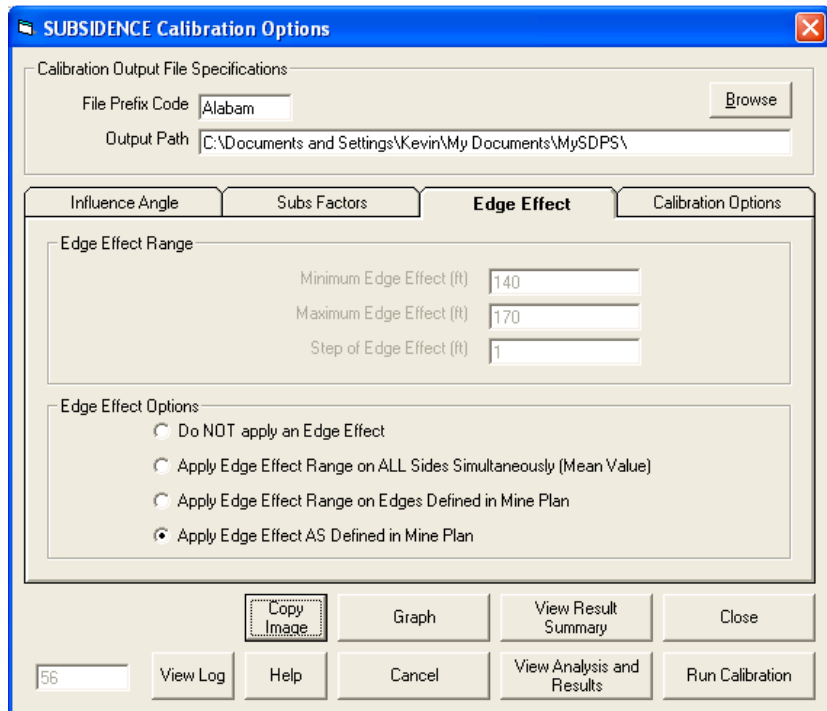 SUBSIDENCE Calibration Options
Calibration Output File Specifications
File Prefix Code Alabam Browse
Output Path C:\Documents and Settings\Kevin\My Documents\MySDPS\
Influence Angle Subs Factors Edge Effect Calibration Options
Edge Effect Range
Minimum Edge Effect (ft) 140
Maximum Edge Effect (ft) 170
Step of Edge Effect (ft) 1
Edge Effect Options
Do NOT apply an Edge Effect
Apply Edge Effect Range on ALL Sides Simultaneously (Mean Value)
Apply Edge Effect Range on Edges Defined in Mine Plan
Apply Edge Effect AS Defined in Mine Plan
Copy
Image
Graph
View Result
Summary
Close
56
View Log
Help
Cancel
View Analysis and
Results
Run Calibration